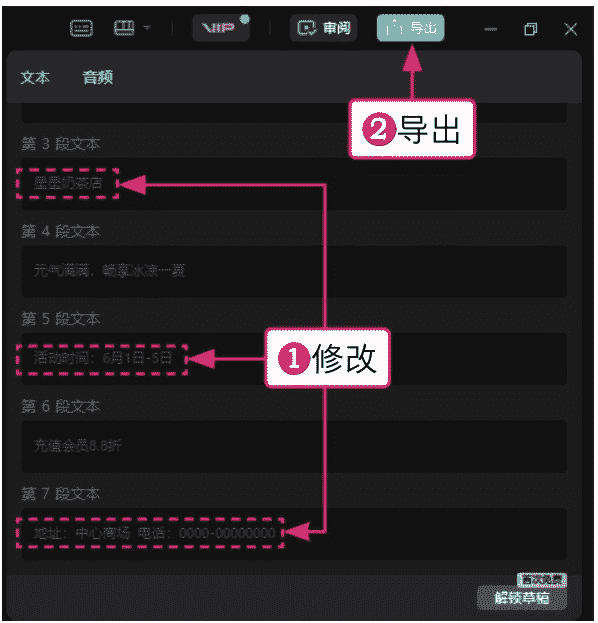 VIP 审阅 导出
文本 音频
❷导出
第 3 段文本
星星奶茶店
第 4 段文本
元气满满，畅享冰凉一夏
第 5 段文本
活动时间：6月1日-5日
❶修改
第 6 段文本
充值会员8.8折
第 7 段文本
地址：中心商场 电话：0000-00000000
解锁草稿